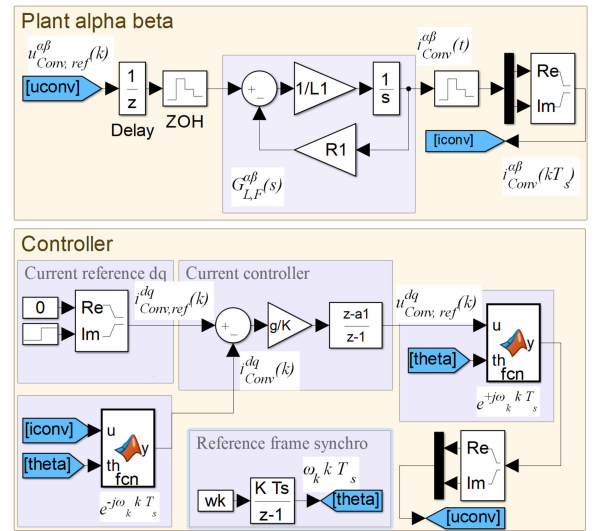 Plant alpha beta
u^{αβ}_{Conv, ref}(k)
i^{αβ}_{Conv}(t)
[uconv]
1/z
Delay
ZOH
+
−
1/L1
1/s
Re
Im
R1
[iconv]
G^{αβ}_{L,F}(s)
i^{αβ}_{Conv}(kT_s)
Controller
Current reference dq
Current controller
i^{dq}_{Conv,ref}(k)
u^{dq}_{Conv, ref}(k)
0
Re
Im
+
−
g/K
z-a1/z-1
u
y
th
fcn
[theta]
i^{dq}_{Conv}(k)
e^{+jω_k k T_s}
[iconv]
u
y
[theta]
th
fcn
e^{-jω_k k T_s}
Reference frame synchro
ω_k k T_s
wk
K Ts/z-1
[theta]
Re
Im
[uconv]